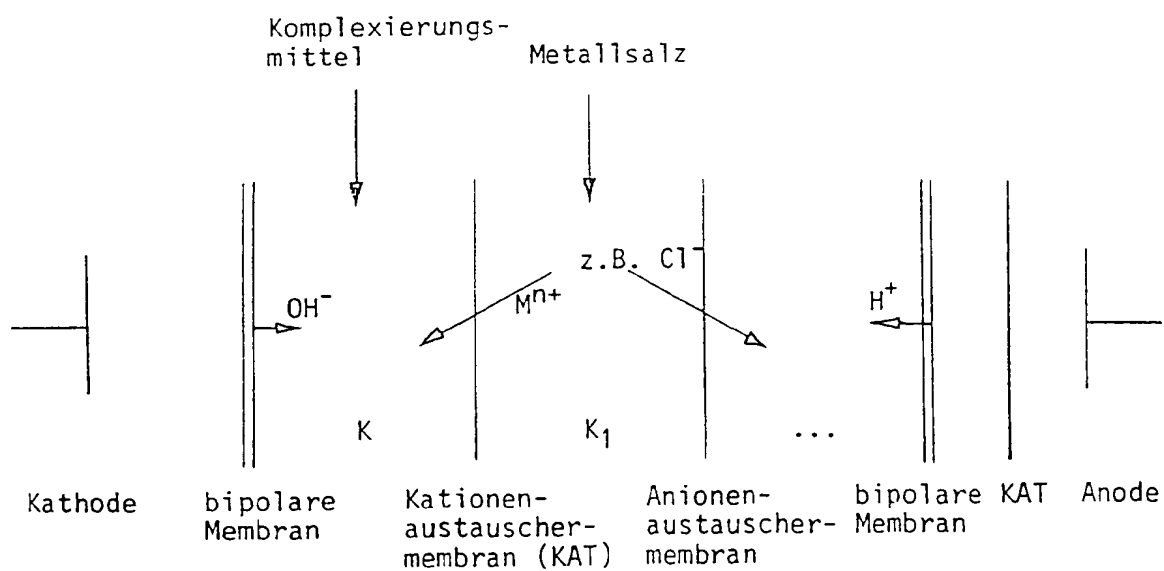 Komplexierungs-
mittel
Metallsalz
z.B. Cl⁻
OH⁻
Mⁿ⁺
H⁺
K
K₁
...
Kathode
bipolare
Membran
Kationen-
austauscher-
membran (KAT)
Anionen-
austauscher-
membran
bipolare
Membran
KAT
Anode